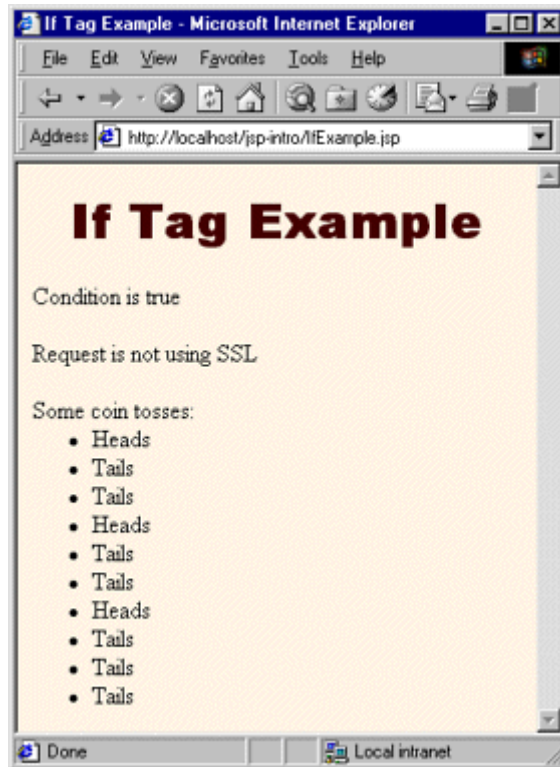 If Tag Example - Microsoft Internet Explorer
File Edit View Favorites Tools Help
Address http://localhost/jsp-intro/IfExample.jsp
If Tag Example
Condition is true
Request is not using SSL
Some coin tosses:
Heads
Tails
Tails
Heads
Tails
Tails
Heads
Tails
Tails
Tails
Done Local intranet